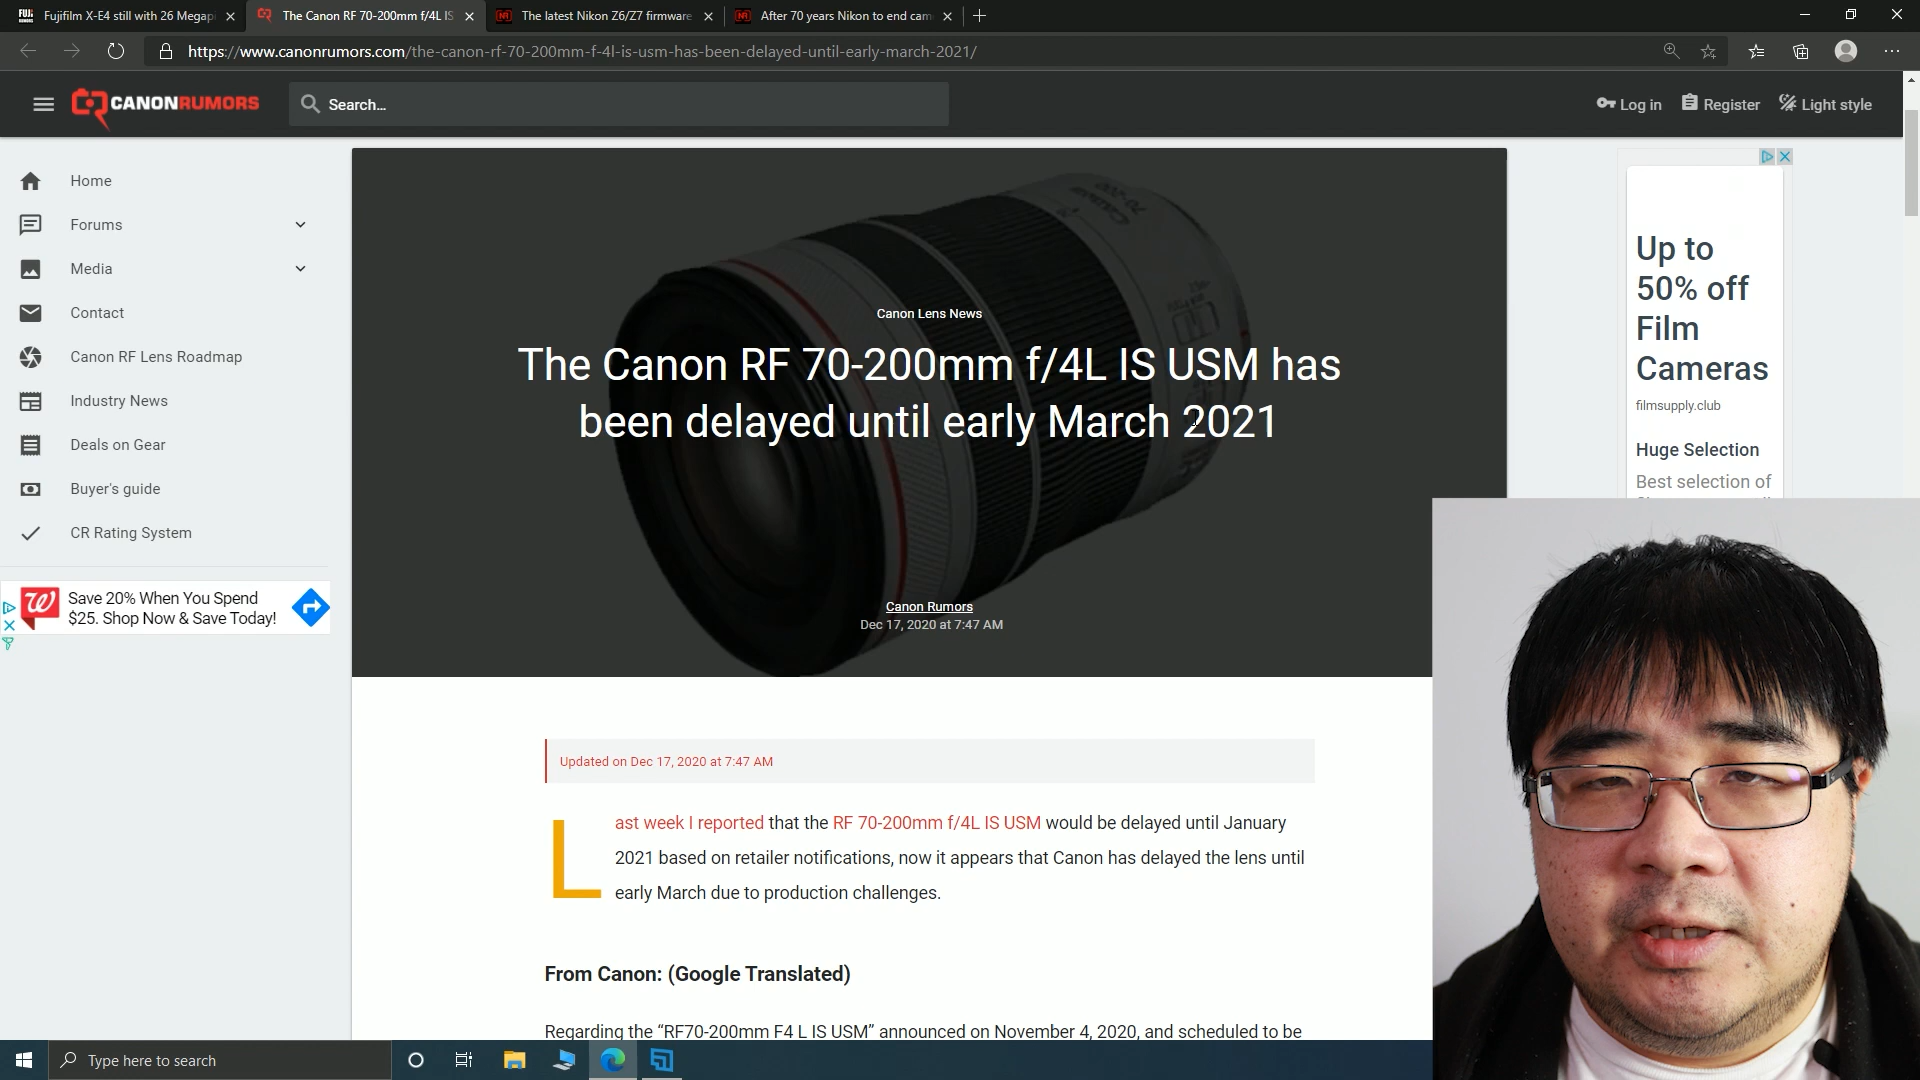 FUJI RUMORS Fujifilm X-E4 still with 26 Megapi
The Canon RF 70-200mm f/4L IS
NR The latest Nikon Z6/Z7 firmware
NR After 70 years Nikon to end cam
https://www.canonrumors.com/the-canon-rf-70-200mm-f-4l-is-usm-has-been-delayed-until-early-march-2021/
CANONRUMORS
Search...
Log in
Register
Light style
Home
Forums
Media
Contact
Canon RF Lens Roadmap
Industry News
Deals on Gear
Buyer's guide
CR Rating System
Save 20% When You Spend
$25. Shop Now & Save Today!
Canon Lens News
The Canon RF 70-200mm f/4L IS USM has
been delayed until early March 2021
Canon Rumors
Dec 17, 2020 at 7:47 AM
Updated on Dec 17, 2020 at 7:47 AM
Last week I reported that the RF 70-200mm f/4L IS USM would be delayed until January
2021 based on retailer notifications, now it appears that Canon has delayed the lens until
early March due to production challenges.
From Canon: (Google Translated)
Regarding the “RF70-200mm F4 L IS USM” announced on November 4, 2020, and scheduled to be
Up to
50% off
Film
Cameras
filmsupply.club
Huge Selection
Best selection of
Type here to search